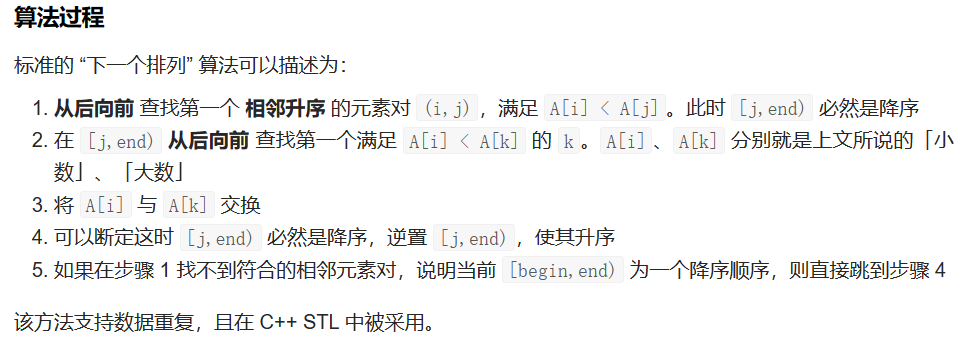 算法过程
标准的 “下一个排列” 算法可以描述为：
1. 从后向前 查找第一个 相邻升序 的元素对 (i,j)，满足 A[i] < A[j]。此时 [j,end) 必然是降序
2. 在 [j,end) 从后向前 查找第一个满足 A[i] < A[k] 的 k。A[i]、A[k] 分别就是上文所说的「小
数」、「大数」
3. 将 A[i] 与 A[k] 交换
4. 可以断定这时 [j,end) 必然是降序，逆置 [j,end)，使其升序
5. 如果在步骤 1 找不到符合的相邻元素对，说明当前 [begin,end) 为一个降序顺序，则直接跳到步骤 4
该方法支持数据重复，且在 C++ STL 中被采用。